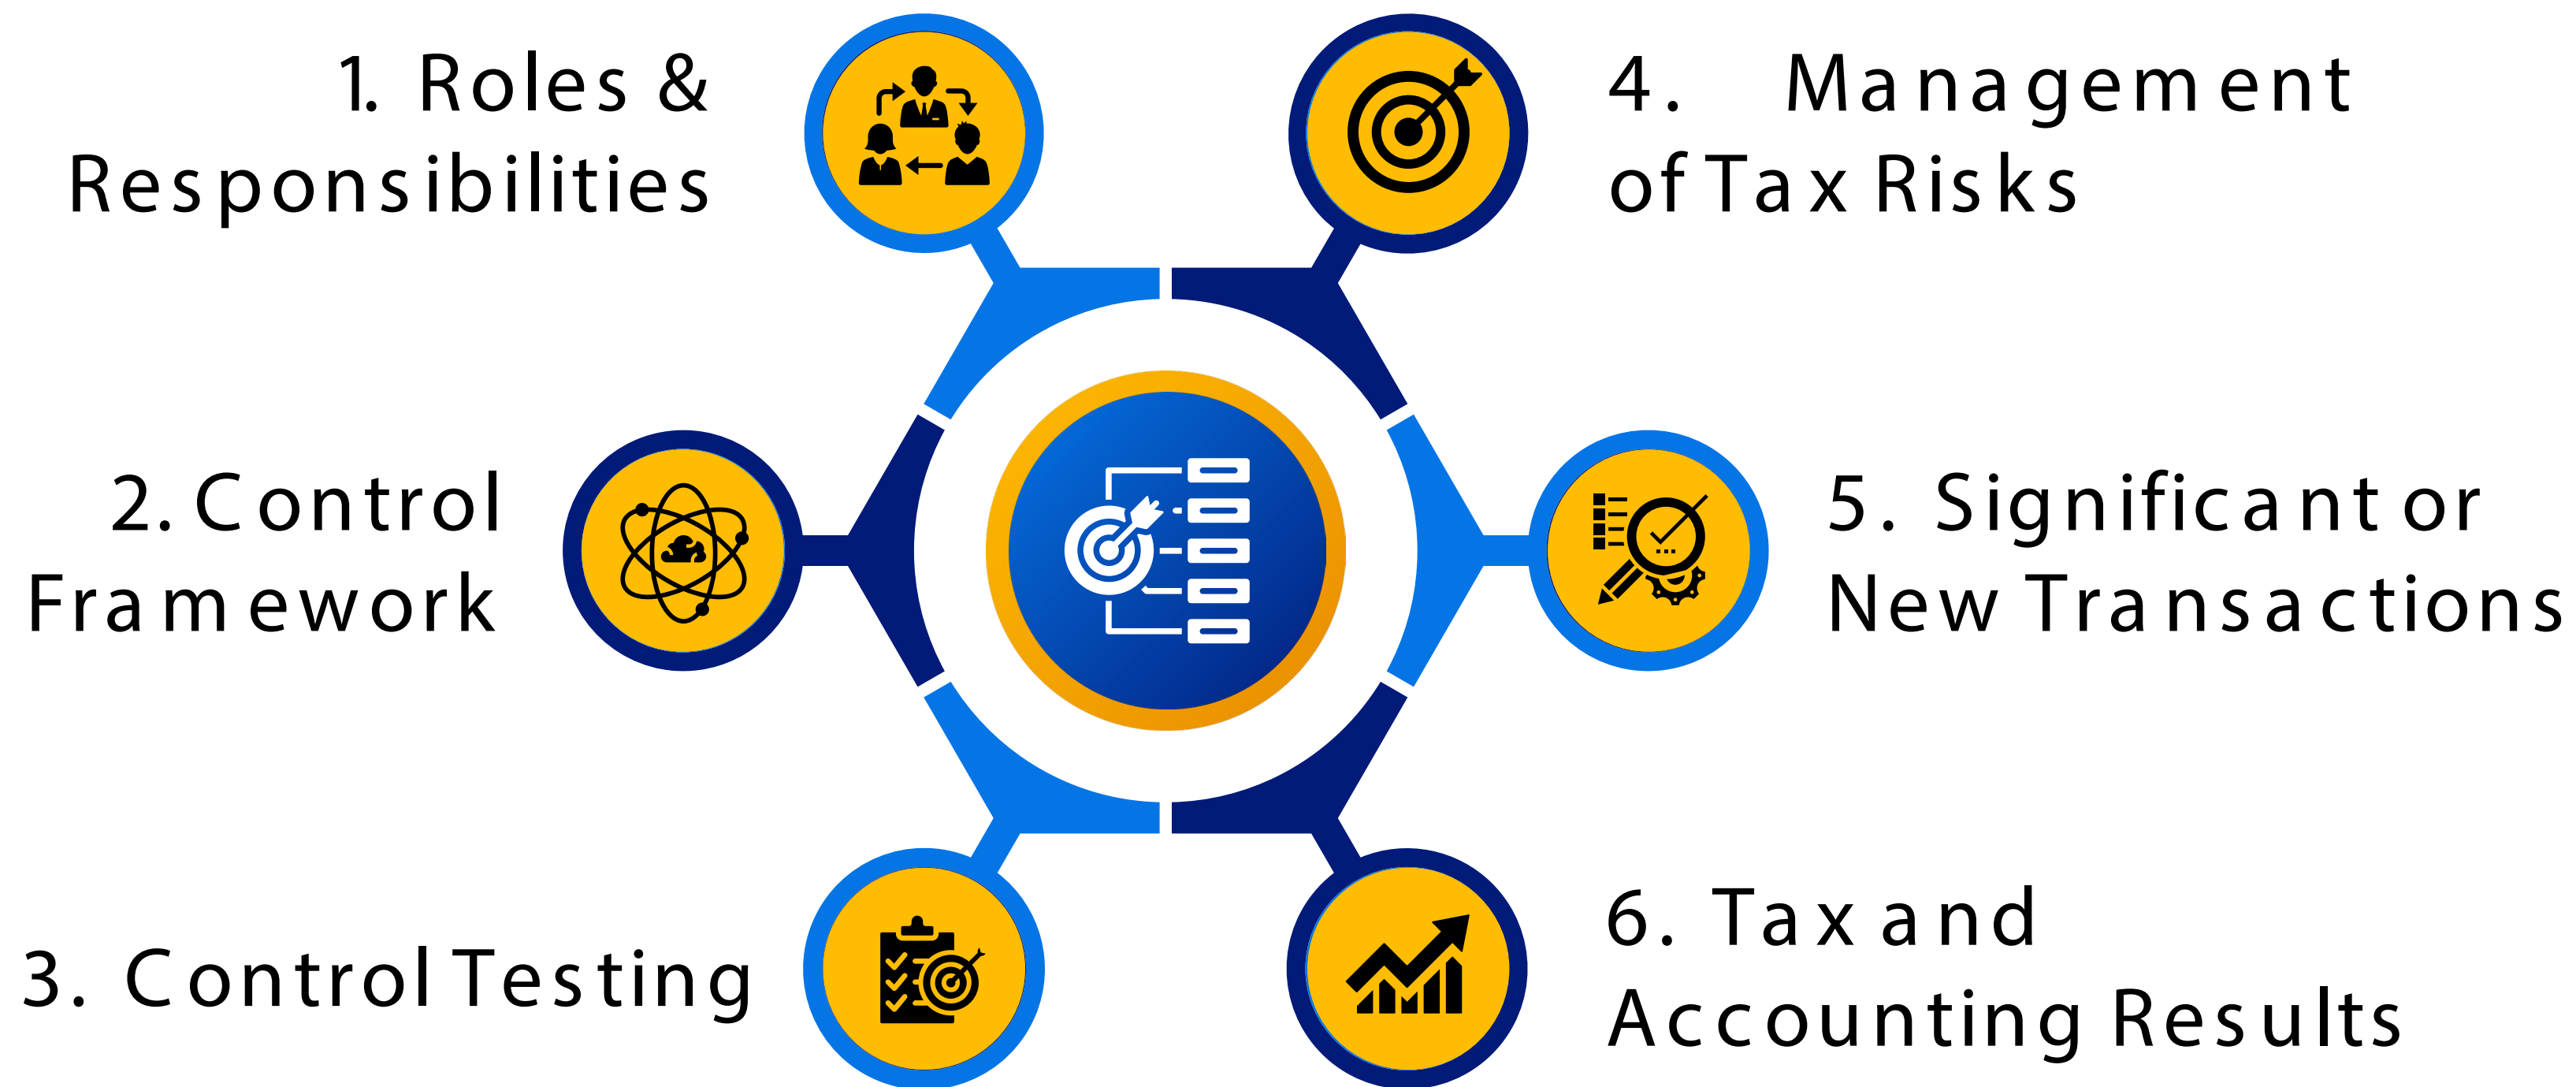 1. Roles &
Responsibilities
2. Control
Framework
3. Control Testing
4. Management
of Tax Risks
5. Significant or
New Transactions
6. Tax and
Accounting Results